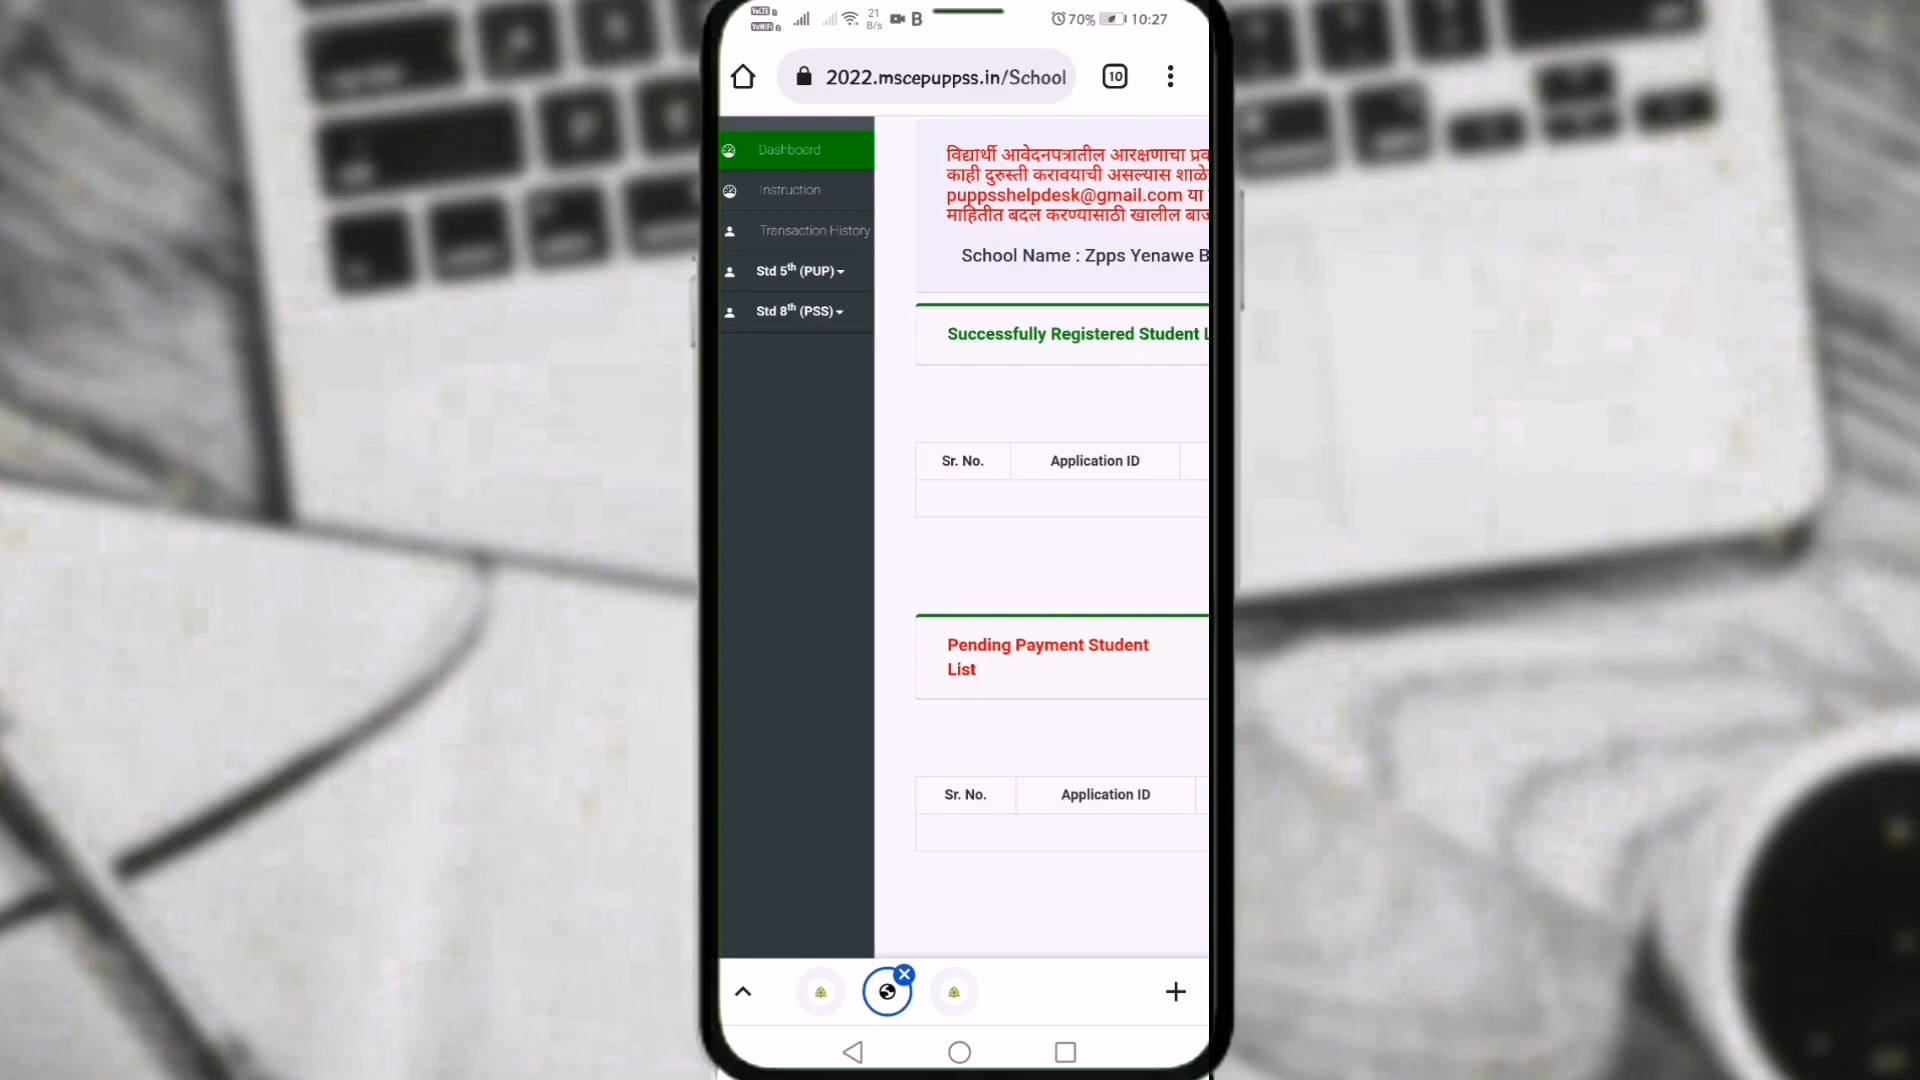 21
B/s
B
70%
10:27
2022.mscepuppss.in/School
10
Dashboard
Instruction
Transaction History
Std 5th (PUP)
Std 8th (PSS)
विद्यार्थी आवेदनपत्रातील आरक्षणाचा प्रव
काही दुरुस्ती करावयाची असल्यास शाळे
puppsshelpdesk@gmail.com या
माहितीत बदल करण्यासाठी खालील बाज
School Name : Zpps Yenawe B
Successfully Registered Student L
Sr. No.
Application ID
Pending Payment Student
List
Sr. No.
Application ID